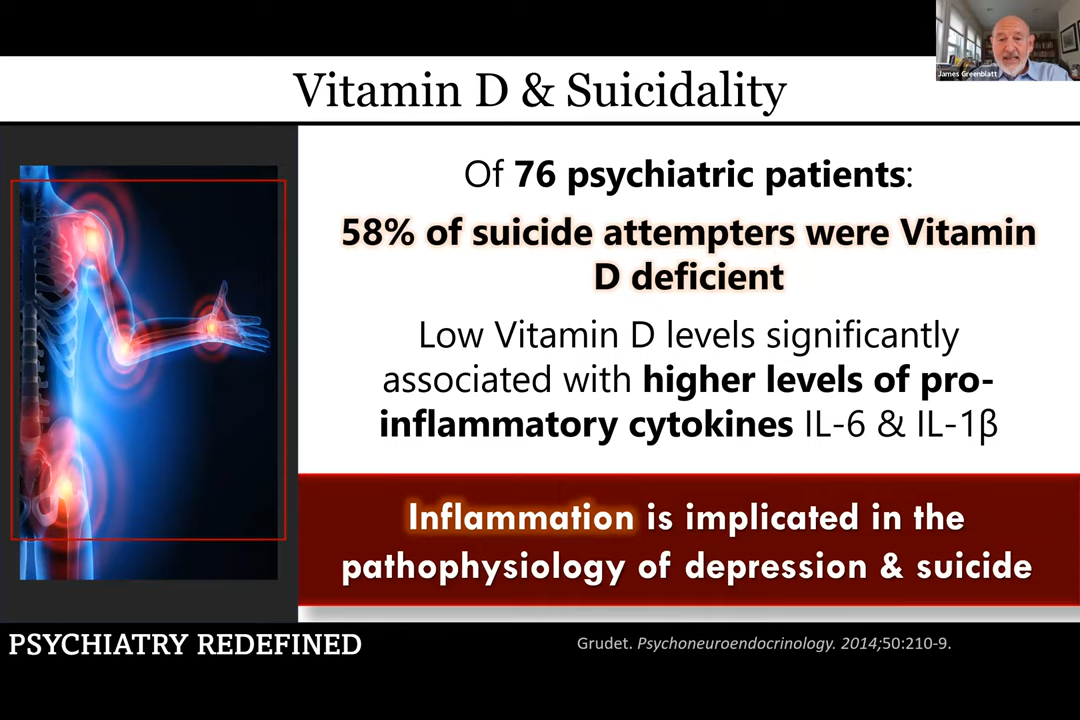 James Greenblatt
Vitamin D & Suicidality
Of 76 psychiatric patients:
58% of suicide attempters were Vitamin
D deficient
Low Vitamin D levels significantly
associated with higher levels of pro-
inflammatory cytokines IL-6 & IL-1β
Inflammation is implicated in the
pathophysiology of depression & suicide
PSYCHIATRY REDEFINED
Grudet. Psychoneuroendocrinology. 2014;50:210-9.